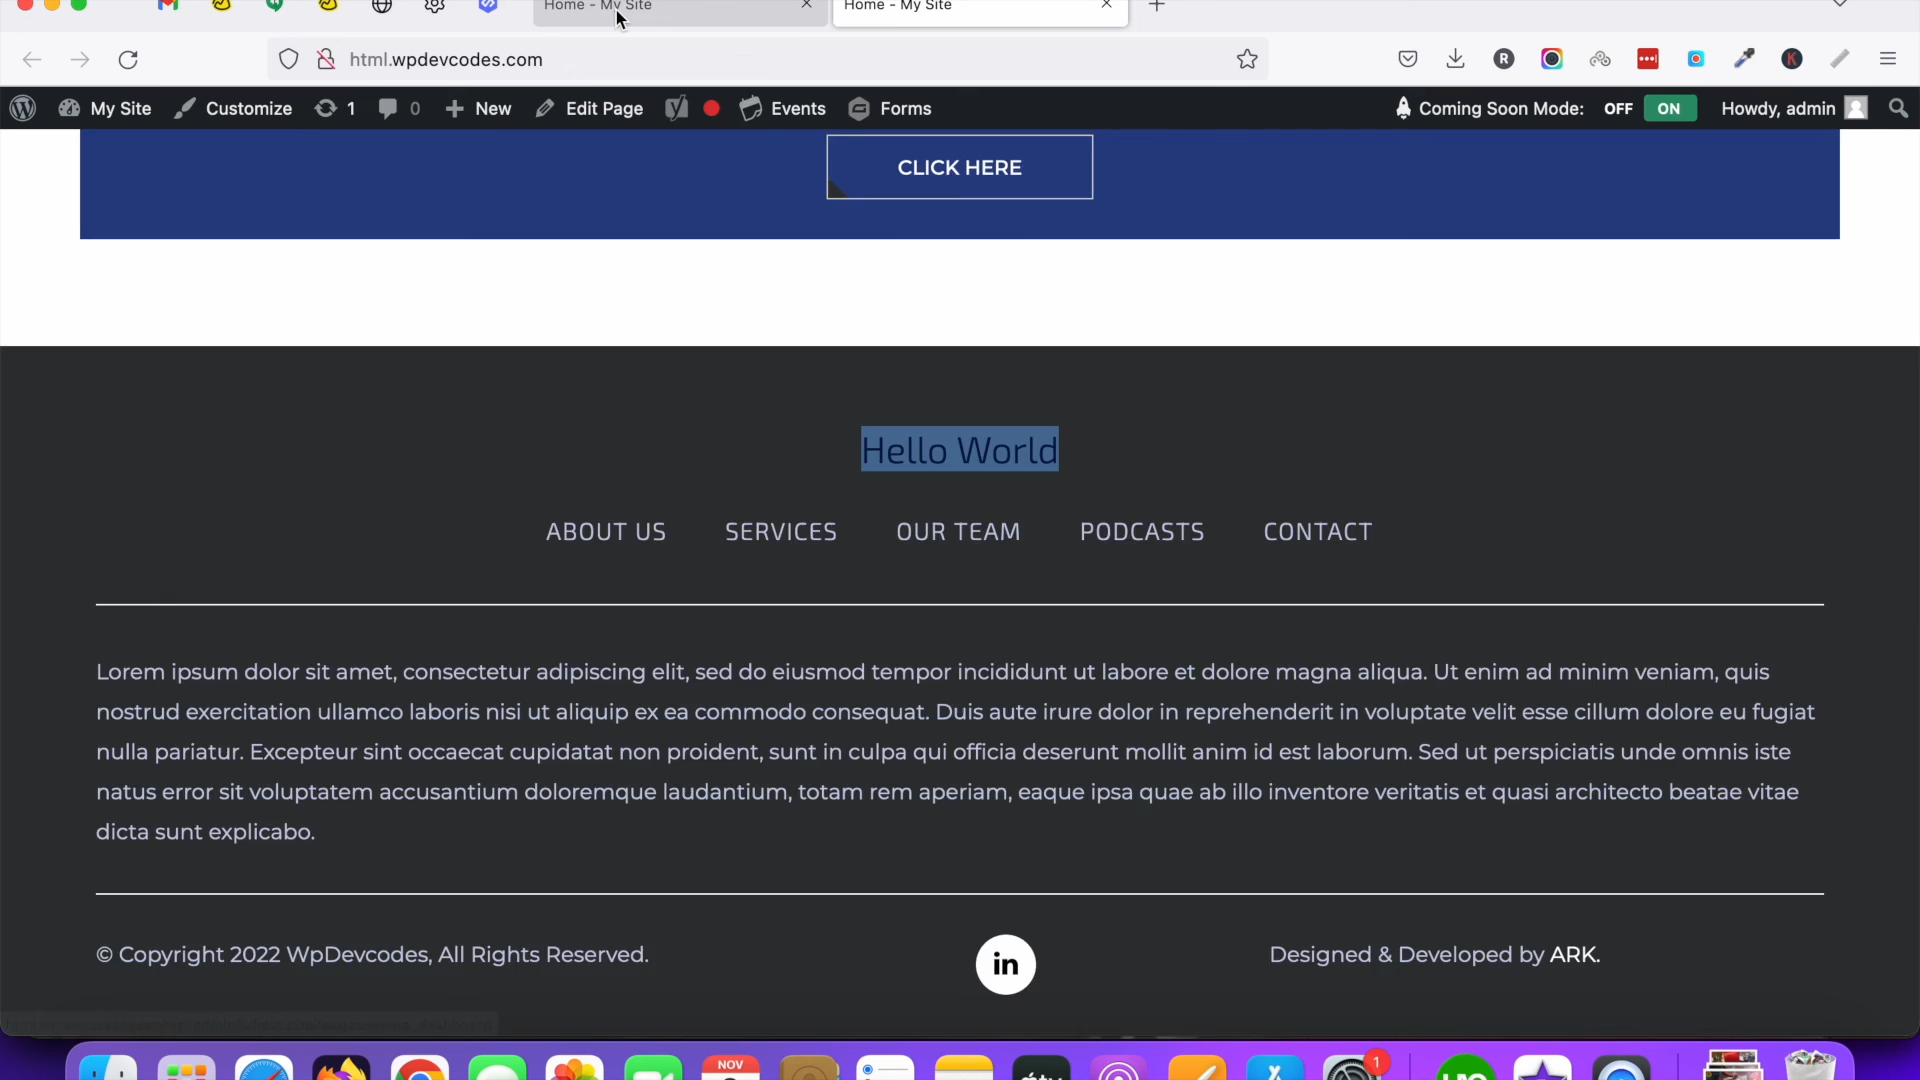 Home - My Site
Home - My Site
html.wpdevcodes.com
My Site Customize 1 0 New Edit Page Events Forms Coming Soon Mode: OFF ON Howdy, admin
CLICK HERE
Hello World
ABOUT US SERVICES OUR TEAM PODCASTS CONTACT
Lorem ipsum dolor sit amet, consectetur adipiscing elit, sed do eiusmod tempor incididunt ut labore et dolore magna aliqua. Ut enim ad minim veniam, quis
nostrud exercitation ullamco laboris nisi ut aliquip ex ea commodo consequat. Duis aute irure dolor in reprehenderit in voluptate velit esse cillum dolore eu fugiat
nulla pariatur. Excepteur sint occaecat cupidatat non proident, sunt in culpa qui officia deserunt mollit anim id est laborum. Sed ut perspiciatis unde omnis iste
natus error sit voluptatem accusantium doloremque laudantium, totam rem aperiam, eaque ipsa quae ab illo inventore veritatis et quasi architecto beatae vitae
dicta sunt explicabo.
© Copyright 2022 WpDevcodes, All Rights Reserved. in Designed & Developed by ARK.
NOV
1